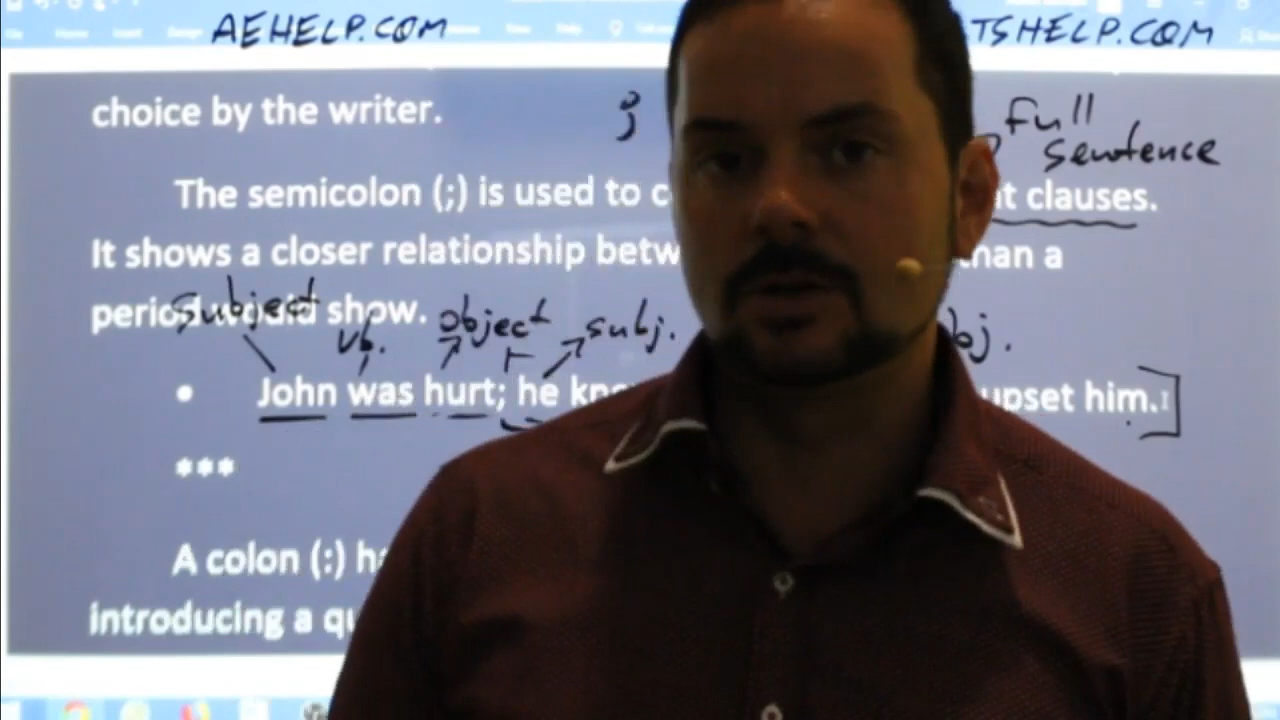 AEHELP.COM TSHELP.COM
choice by the writer. ; full
sentence
The semicolon (;) is used to c t clauses.
It shows a closer relationship betw than a
period would show.
subject vb. object subj. bj.
John was hurt; he kn upset him.
***
A colon (:) ha
introducing a qu